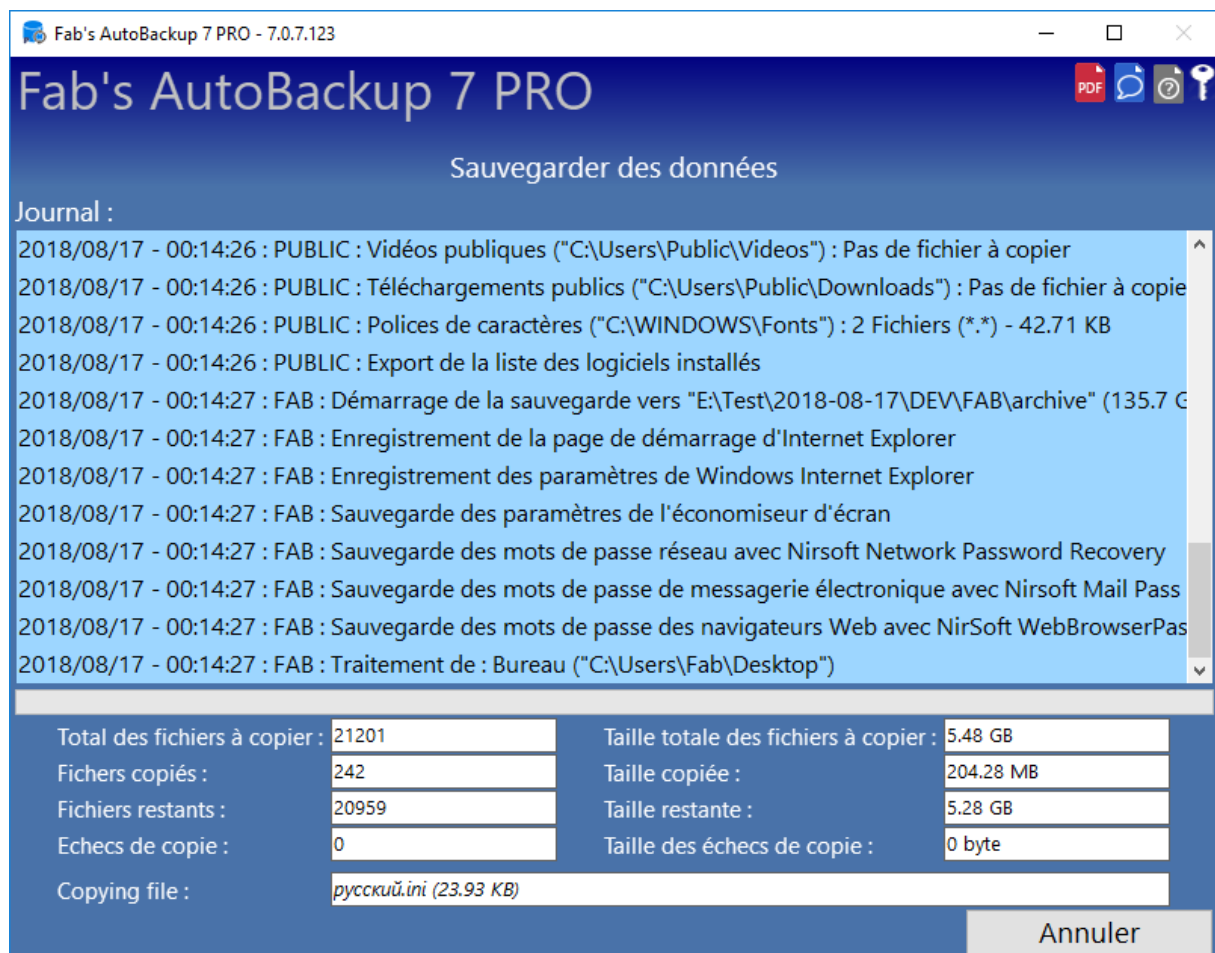 Fab's AutoBackup 7 PRO - 7.0.7.123
Fab's AutoBackup 7 PRO
PDF
Sauvegarder des données
Journal :
2018/08/17 - 00:14:26 : PUBLIC : Vidéos publiques ("C:\Users\Public\Videos") : Pas de fichier à copier
2018/08/17 - 00:14:26 : PUBLIC : Téléchargements publics ("C:\Users\Public\Downloads") : Pas de fichier à copie
2018/08/17 - 00:14:26 : PUBLIC : Polices de caractères ("C:\WINDOWS\Fonts") : 2 Fichiers (*.*) - 42.71 KB
2018/08/17 - 00:14:26 : PUBLIC : Export de la liste des logiciels installés
2018/08/17 - 00:14:27 : FAB : Démarrage de la sauvegarde vers "E:\Test\2018-08-17\DEV\FAB\archive" (135.7 G
2018/08/17 - 00:14:27 : FAB : Enregistrement de la page de démarrage d'Internet Explorer
2018/08/17 - 00:14:27 : FAB : Enregistrement des paramètres de Windows Internet Explorer
2018/08/17 - 00:14:27 : FAB : Sauvegarde des paramètres de l'économiseur d'écran
2018/08/17 - 00:14:27 : FAB : Sauvegarde des mots de passe réseau avec Nirsoft Network Password Recovery
2018/08/17 - 00:14:27 : FAB : Sauvegarde des mots de passe de messagerie électronique avec Nirsoft Mail Pass
2018/08/17 - 00:14:27 : FAB : Sauvegarde des mots de passe des navigateurs Web avec NirSoft WebBrowserPas
2018/08/17 - 00:14:27 : FAB : Traitement de : Bureau ("C:\Users\Fab\Desktop")
Total des fichiers à copier : 21201 Taille totale des fichiers à copier : 5.48 GB
Fichers copiés : 242 Taille copiée : 204.28 MB
Fichiers restants : 20959 Taille restante : 5.28 GB
Echecs de copie : 0 Taille des échecs de copie : 0 byte
Copying file : русский.ini (23.93 KB)
Annuler